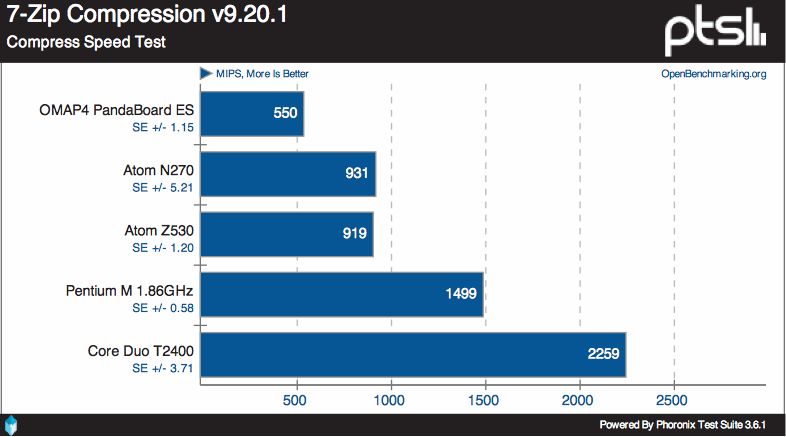 7-Zip Compression v9.20.1
Compress Speed Test
ptsl
MIPS, More Is Better
OpenBenchmarking.org
OMAP4 PandaBoard ES
SE +/- 1.15
550
Atom N270
SE +/- 5.21
931
Atom Z530
SE +/- 1.20
919
Pentium M 1.86GHz
SE +/- 0.58
1499
Core Duo T2400
SE +/- 3.71
2259
500 1000 1500 2000 2500
Powered By Phoronix Test Suite 3.6.1